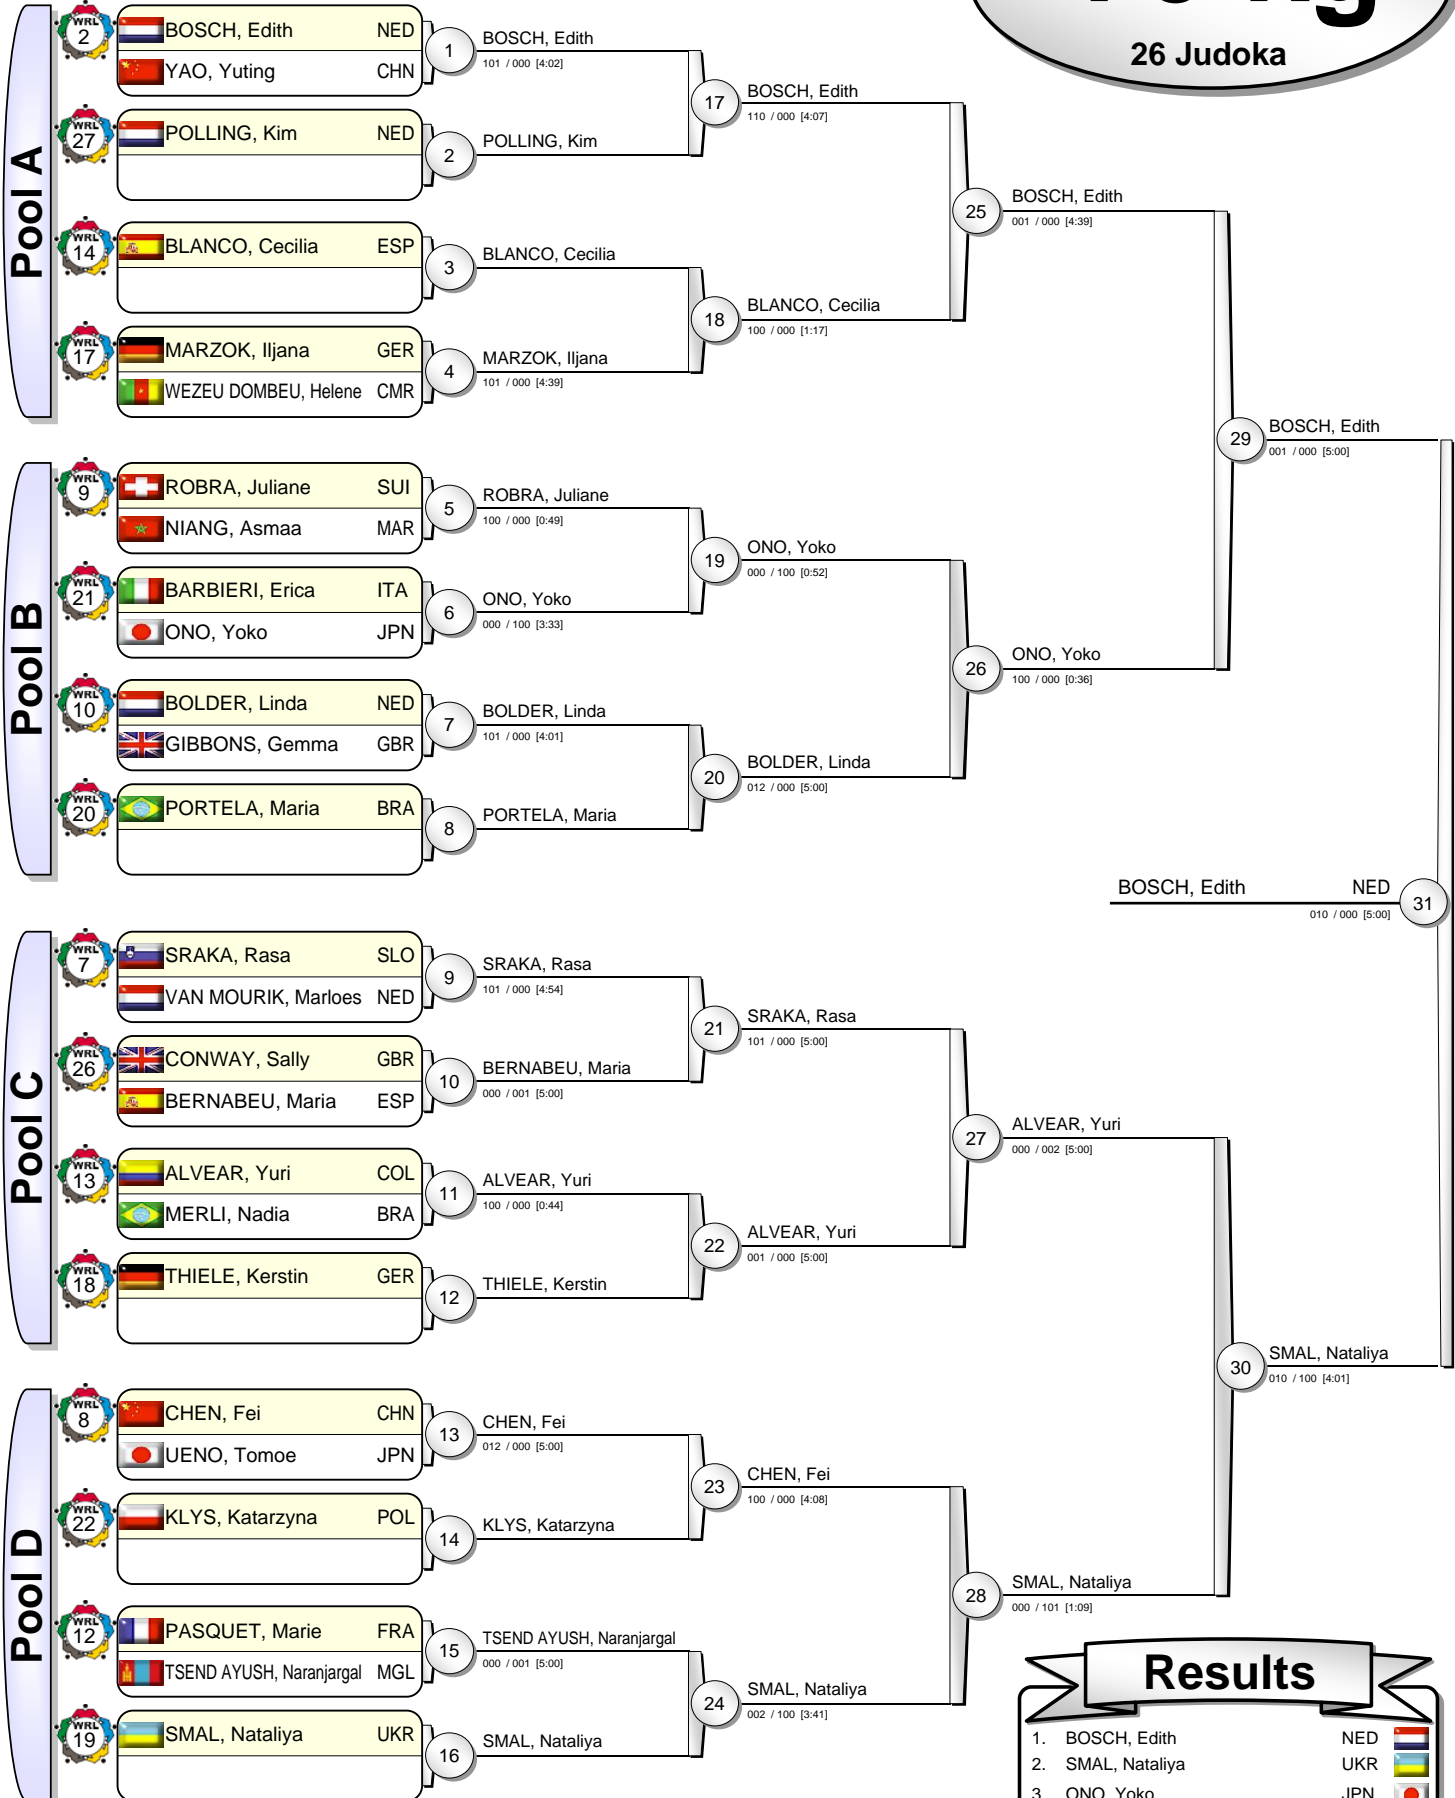 26 Judoka
Pool A
WRL 2 BOSCH, Edith NED
YAO, Yuting CHN
WRL 27 POLLING, Kim NED
WRL 14 BLANCO, Cecilia ESP
WRL 17 MARZOK, Iljana GER
WEZEU DOMBEU, Helene CMR
1 BOSCH, Edith
101 / 000 [4:02]
2 POLLING, Kim
3 BLANCO, Cecilia
4 MARZOK, Iljana
101 / 000 [4:39]
17 BOSCH, Edith
110 / 000 [4:07]
18 BLANCO, Cecilia
100 / 000 [1:17]
25 BOSCH, Edith
001 / 000 [4:39]
Pool B
WRL 9 ROBRA, Juliane SUI
NIANG, Asmaa MAR
WRL 21 BARBIERI, Erica ITA
ONO, Yoko JPN
WRL 10 BOLDER, Linda NED
GIBBONS, Gemma GBR
WRL 20 PORTELA, Maria BRA
5 ROBRA, Juliane
100 / 000 [0:49]
6 ONO, Yoko
000 / 100 [3:33]
7 BOLDER, Linda
101 / 000 [4:01]
8 PORTELA, Maria
19 ONO, Yoko
000 / 100 [0:52]
20 BOLDER, Linda
012 / 000 [5:00]
26 ONO, Yoko
100 / 000 [0:36]
29 BOSCH, Edith
001 / 000 [5:00]
BOSCH, Edith NED 31
010 / 000 [5:00]
Pool C
WRL 7 SRAKA, Rasa SLO
VAN MOURIK, Marloes NED
WRL 26 CONWAY, Sally GBR
BERNABEU, Maria ESP
WRL 13 ALVEAR, Yuri COL
MERLI, Nadia BRA
WRL 18 THIELE, Kerstin GER
9 SRAKA, Rasa
101 / 000 [4:54]
10 BERNABEU, Maria
000 / 001 [5:00]
11 ALVEAR, Yuri
100 / 000 [0:44]
12 THIELE, Kerstin
21 SRAKA, Rasa
101 / 000 [5:00]
22 ALVEAR, Yuri
001 / 000 [5:00]
27 ALVEAR, Yuri
000 / 002 [5:00]
Pool D
WRL 8 CHEN, Fei CHN
UENO, Tomoe JPN
WRL 22 KLYS, Katarzyna POL
WRL 12 PASQUET, Marie FRA
TSEND AYUSH, Naranjargal MGL
WRL 19 SMAL, Nataliya UKR
13 CHEN, Fei
012 / 000 [5:00]
14 KLYS, Katarzyna
15 TSEND AYUSH, Naranjargal
000 / 001 [5:00]
16 SMAL, Nataliya
23 CHEN, Fei
100 / 000 [4:08]
24 SMAL, Nataliya
002 / 100 [3:41]
28 SMAL, Nataliya
000 / 101 [1:09]
30 SMAL, Nataliya
010 / 100 [4:01]
Results
1. BOSCH, Edith NED
2. SMAL, Nataliya UKR
3. ONO, Yoko JPN